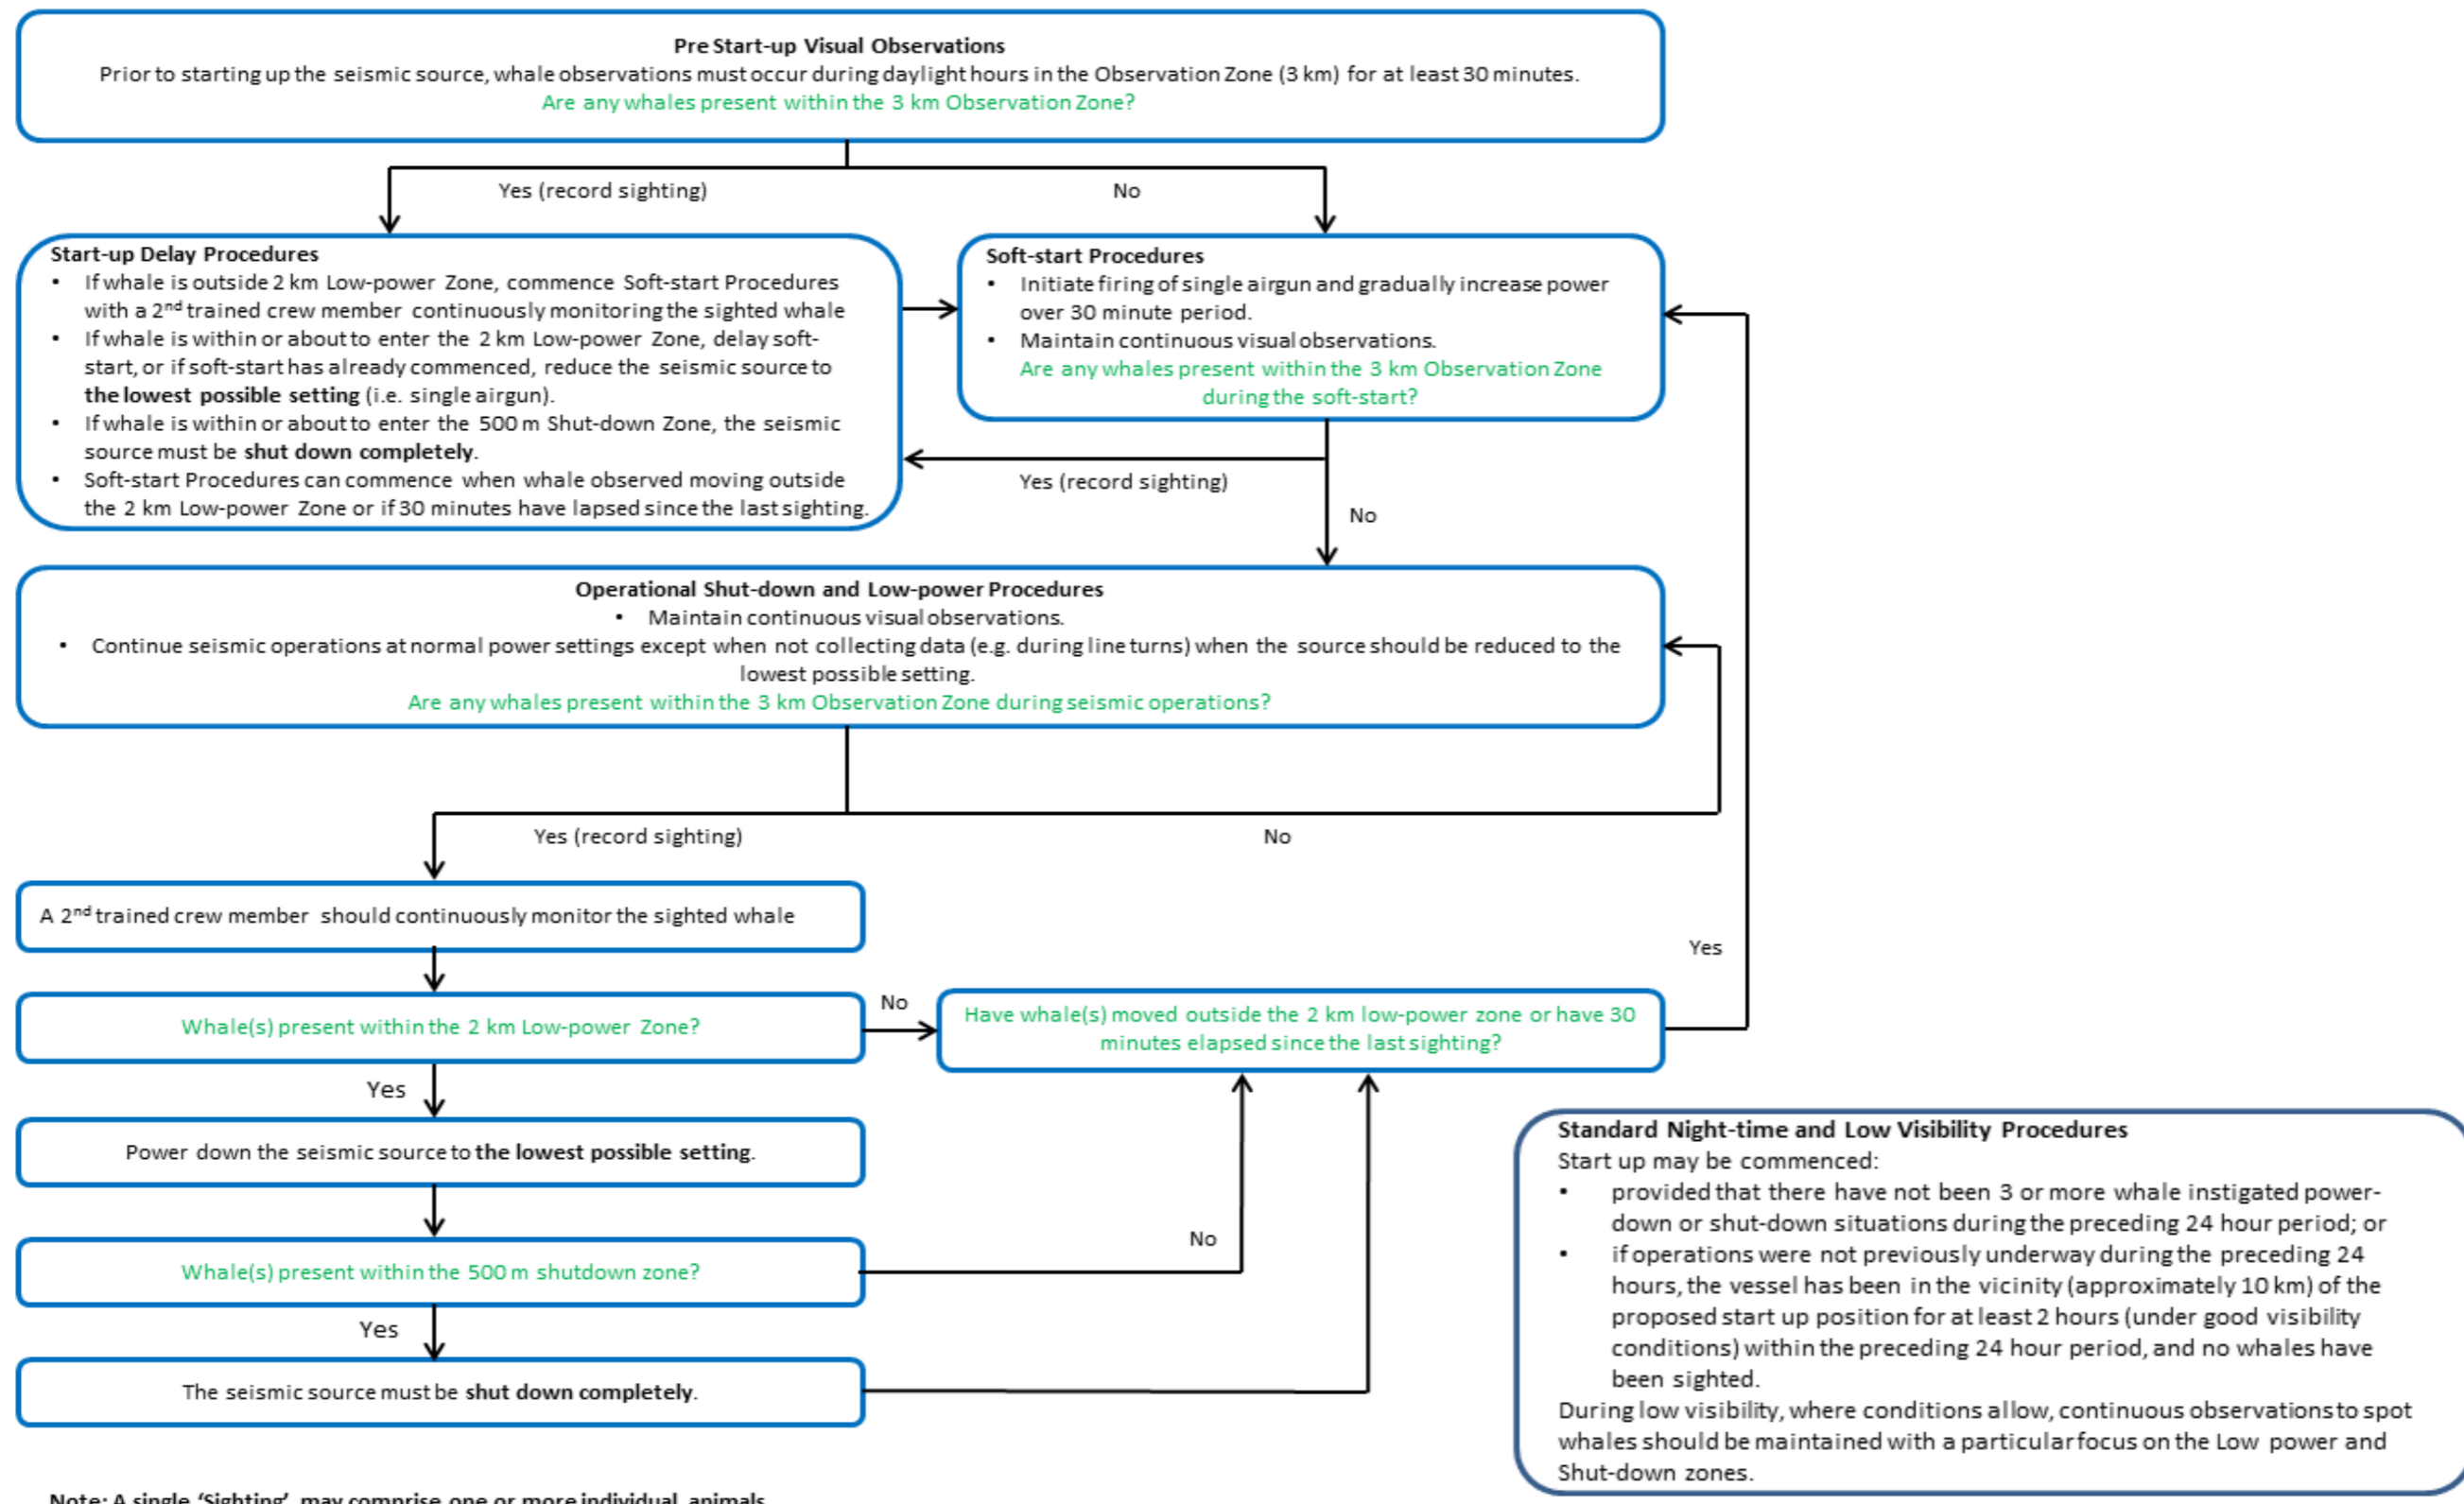 Pre Start-up Visual Observations
Prior to starting up the seismic source, whale observations must occur during daylight hours in the Observation Zone (3 km) for at least 30 minutes.
Are any whales present within the 3 km Observation Zone?
Yes (record sighting)
No
Start-up Delay Procedures
• If whale is outside 2 km Low-power Zone, commence Soft-start Procedures
with a 2nd trained crew member continuously monitoring the sighted whale
• If whale is within or about to enter the 2 km Low-power Zone, delay soft-
start, or if soft-start has already commenced, reduce the seismic source to
the lowest possible setting (i.e. single airgun).
• If whale is within or about to enter the 500 m Shut-down Zone, the seismic
source must be shut down completely.
• Soft-start Procedures can commence when whale observed moving outside
the 2 km Low-power Zone or if 30 minutes have lapsed since the last sighting.
Soft-start Procedures
• Initiate firing of single airgun and gradually increase power
over 30 minute period.
• Maintain continuous visual observations.
Are any whales present within the 3 km Observation Zone
during the soft-start?
Yes (record sighting)
No
Operational Shut-down and Low-power Procedures
• Maintain continuous visual observations.
• Continue seismic operations at normal power settings except when not collecting data (e.g. during line turns) when the source should be reduced to the
lowest possible setting.
Are any whales present within the 3 km Observation Zone during seismic operations?
Yes (record sighting)
No
A 2nd trained crew member should continuously monitor the sighted whale
Yes
Whale(s) present within the 2 km Low-power Zone?
No
Have whale(s) moved outside the 2 km low-power zone or have 30
minutes elapsed since the last sighting?
Yes
Power down the seismic source to the lowest possible setting.
Whale(s) present within the 500 m shutdown zone?
No
Yes
The seismic source must be shut down completely.
Standard Night-time and Low Visibility Procedures
Start up may be commenced:
• provided that there have not been 3 or more whale instigated power-
down or shut-down situations during the preceding 24 hour period; or
• if operations were not previously underway during the preceding 24
hours, the vessel has been in the vicinity (approximately 10 km) of the
proposed start up position for at least 2 hours (under good visibility
conditions) within the preceding 24 hour period, and no whales have
been sighted.
During low visibility, where conditions allow, continuous observations to spot
whales should be maintained with a particular focus on the Low power and
Shut-down zones.
Note: A single 'Sighting' may comprise one or more individual animals